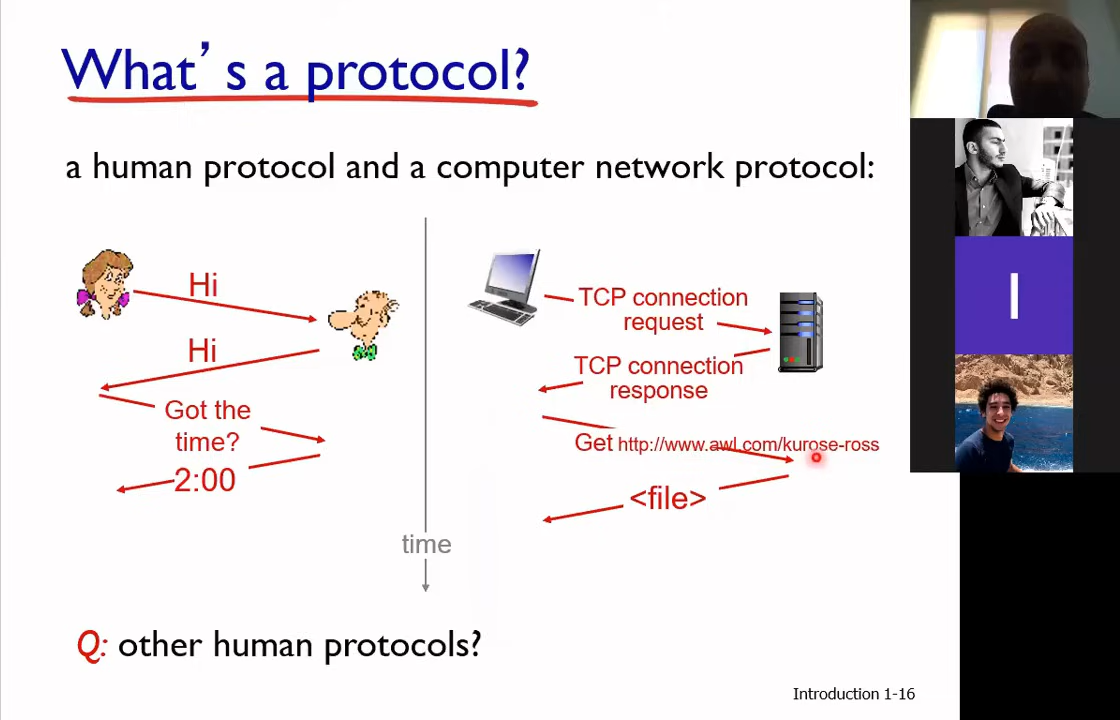 What's a protocol?
a human protocol and a computer network protocol:
Hi
Hi
Got the
time?
2:00
TCP connection
request
TCP connection
response
Get http://www.awl.com/kurose-ross
<file>
time
Q: other human protocols?
Introduction 1-16
I